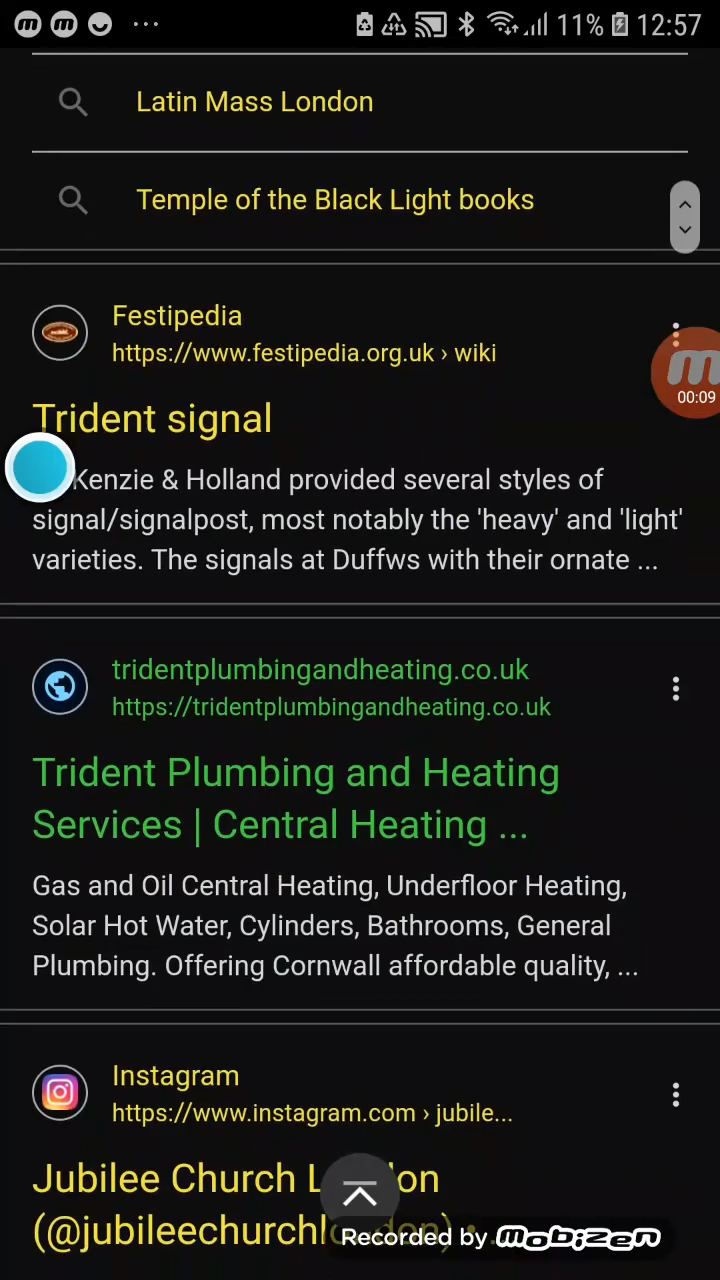 11% 12:57
Latin Mass London
Temple of the Black Light books
Festipedia
https://www.festipedia.org.uk › wiki
00:09
Trident signal
Kenzie & Holland provided several styles of
signal/signalpost, most notably the 'heavy' and 'light'
varieties. The signals at Duffws with their ornate ...
tridentplumbingandheating.co.uk
https://tridentplumbingandheating.co.uk
Trident Plumbing and Heating
Services | Central Heating ...
Gas and Oil Central Heating, Underfloor Heating,
Solar Hot Water, Cylinders, Bathrooms, General
Plumbing. Offering Cornwall affordable quality, ...
Instagram
https://www.instagram.com › jubile...
Jubilee Church London
(@jubileechurchlondon) •
Recorded by mobizen